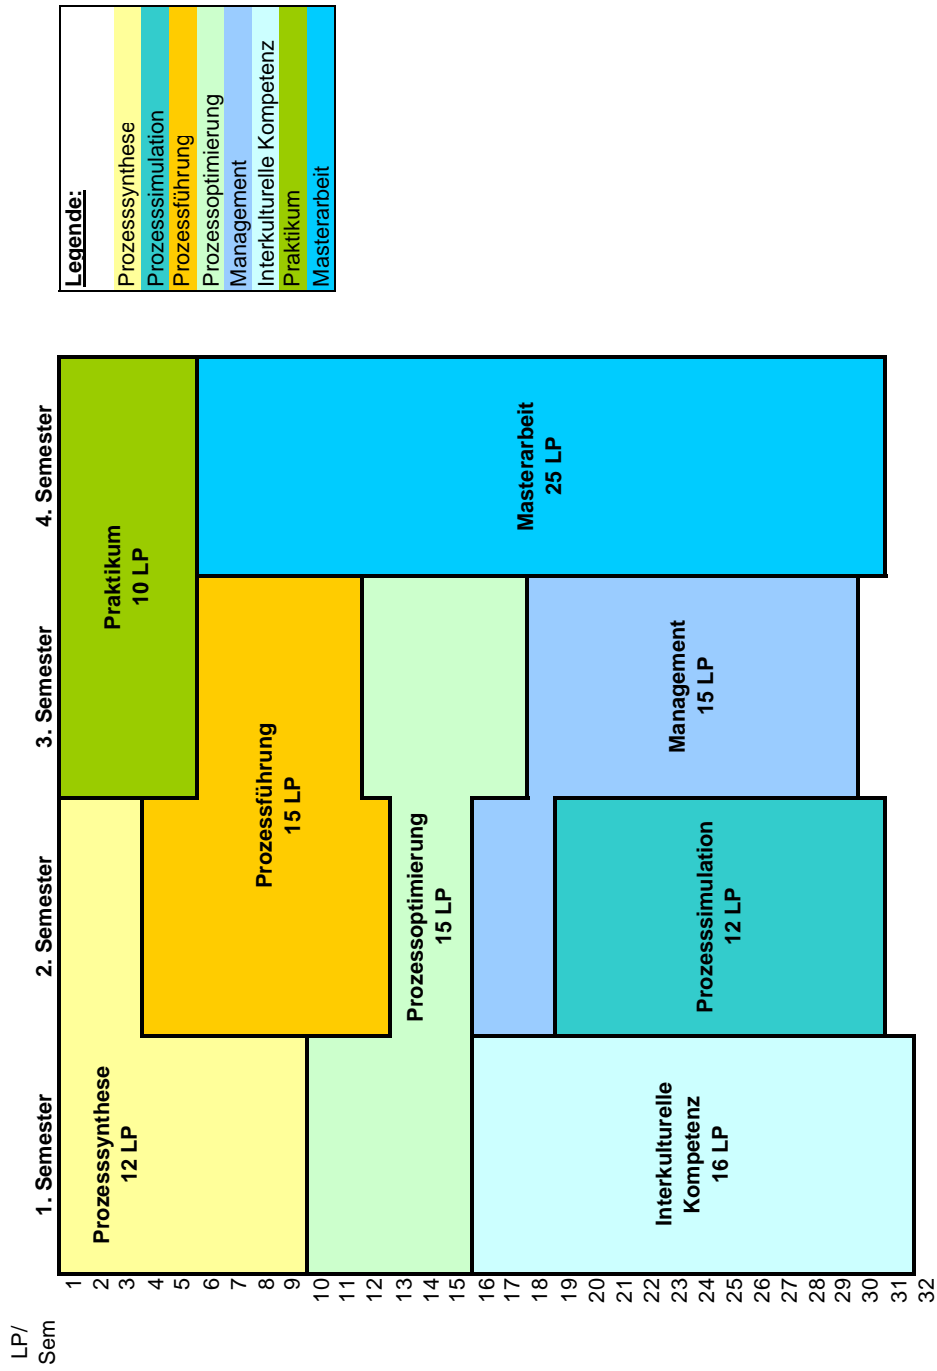 LP/
Sem
1. Semester
2. Semester
3. Semester
4. Semester
1
2
3
4
5
6
7
8
9
10
11
12
13
14
15
16
17
18
19
20
21
22
23
24
25
26
27
28
29
30
31
32
Prozesssynthese
12 LP
Prozessführung
15 LP
Praktikum
10 LP
Prozessoptimierung
15 LP
Interkulturelle
Kompetenz
16 LP
Prozesssimulation
12 LP
Management
15 LP
Masterarbeit
25 LP
Legende:
Prozesssynthese
Prozesssimulation
Prozessführung
Prozessoptimierung
Management
Interkulturelle Kompetenz
Praktikum
Masterarbeit